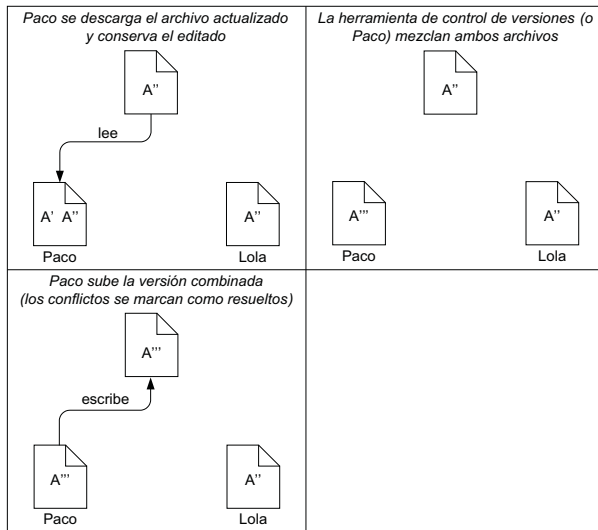 Paco se descarga el archivo actualizado
y conserva el editado
A''
lee
A' A''
A''
Paco
Lola
La herramienta de control de versiones (o
Paco) mezclan ambos archivos
A''
A'''
A''
Paco
Lola
Paco sube la versión combinada
(los conflictos se marcan como resueltos)
A'''
escribe
A'''
A''
Paco
Lola